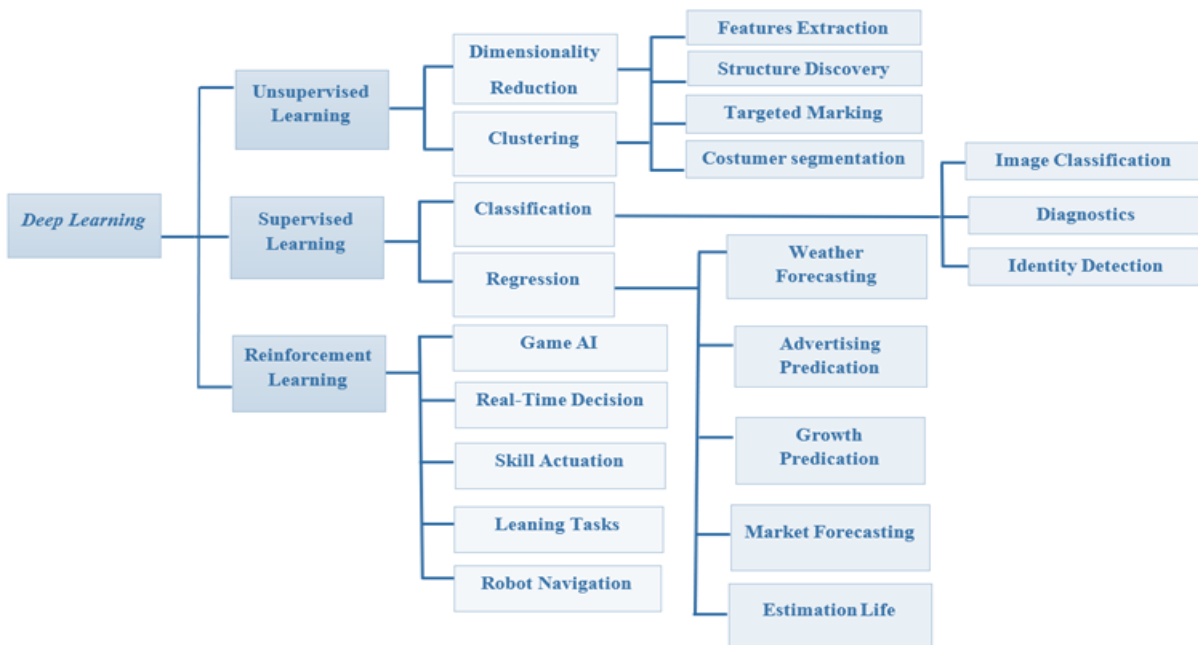 Deep Learning
Unsupervised
Learning
Dimensionality
Reduction
Features Extraction
Structure Discovery
Clustering
Targeted Marking
Costumer segmentation
Supervised
Learning
Classification
Image Classification
Diagnostics
Identity Detection
Regression
Weather
Forecasting
Advertising
Predication
Growth
Predication
Market Forecasting
Estimation Life
Reinforcement
Learning
Game AI
Real-Time Decision
Skill Actuation
Leaning Tasks
Robot Navigation